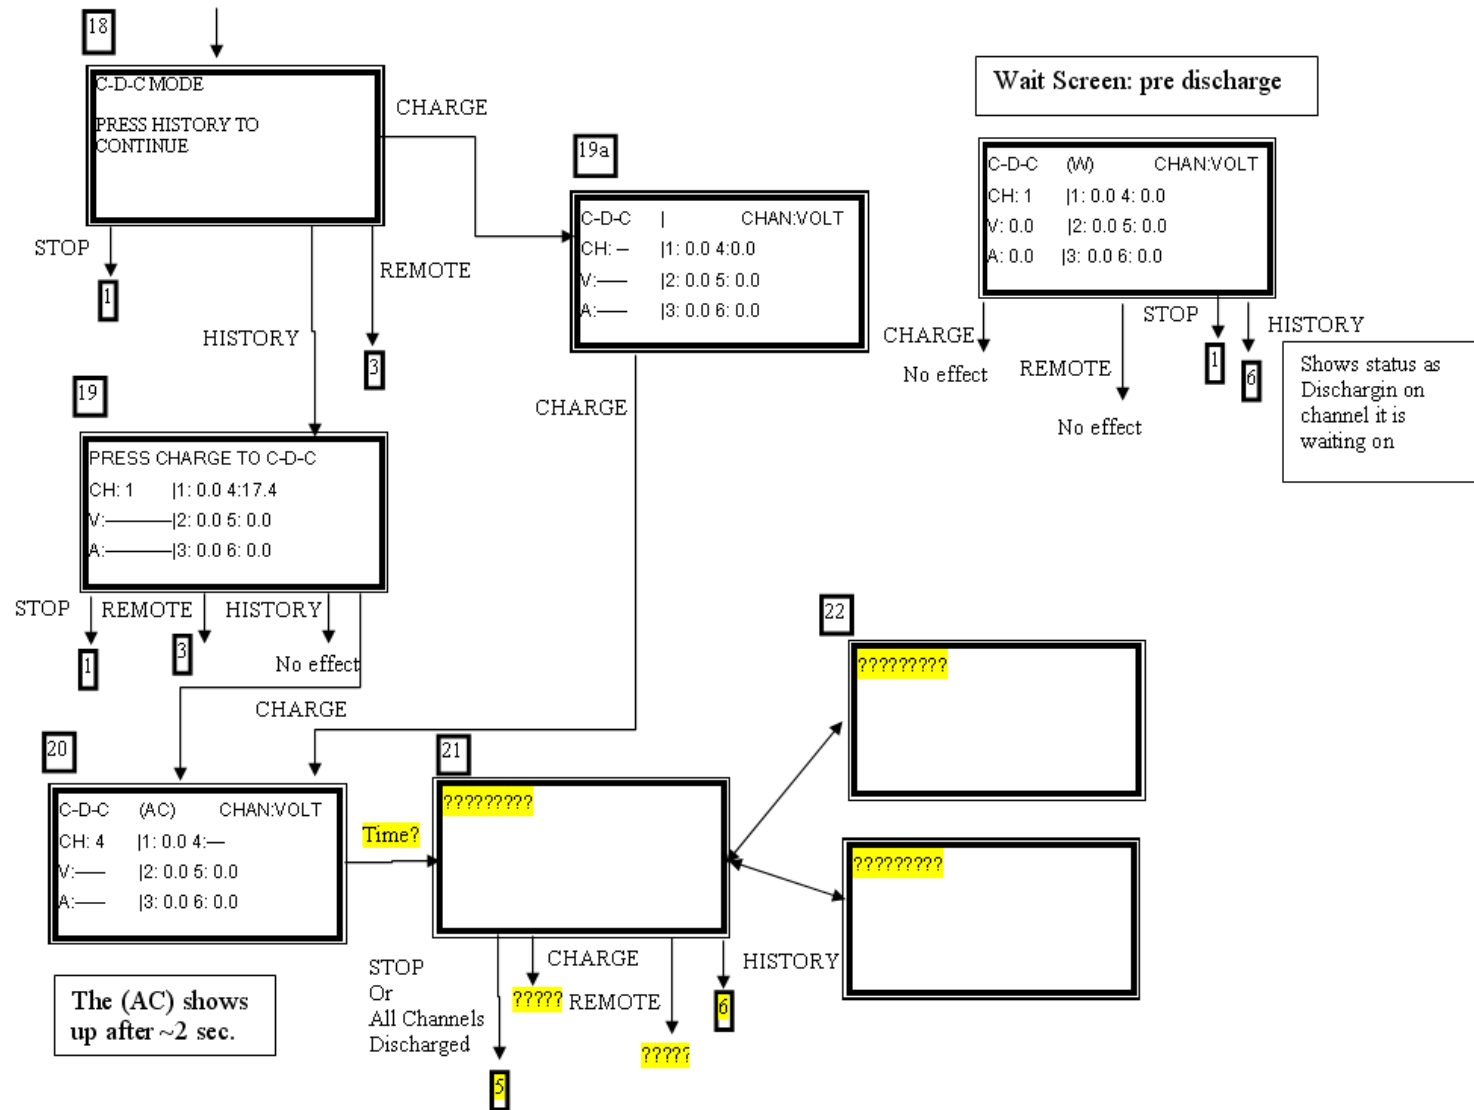 18
C-D-C MODE
PRESS HISTORY TO
CONTINUE
CHARGE
STOP
1
HISTORY
REMOTE
3
19a
C-D-C | CHAN:VOLT
CH: – |1: 0.0 4:0.0
V:–– |2: 0.0 5: 0.0
A:–– |3: 0.0 6: 0.0
CHARGE
Wait Screen: pre discharge
C-D-C (W) CHAN:VOLT
CH: 1 |1: 0.0 4: 0.0
V: 0.0 |2: 0.0 5: 0.0
A: 0.0 |3: 0.0 6: 0.0
CHARGE
No effect
REMOTE
No effect
STOP
1
HISTORY
6
Shows status as
Dischargin on
channel it is
waiting on
19
PRESS CHARGE TO C-D-C
CH: 1 |1: 0.0 4:17.4
V:–––––|2: 0.0 5: 0.0
A:–––––|3: 0.0 6: 0.0
STOP
1
REMOTE
3
HISTORY
No effect
CHARGE
20
C-D-C (AC) CHAN:VOLT
CH: 4 |1: 0.0 4:–
V:–– |2: 0.0 5: 0.0
A:–– |3: 0.0 6: 0.0
The (AC) shows
up after ~2 sec.
Time?
21
?????????
STOP
Or
All Channels
Discharged
5
CHARGE
?????
REMOTE
?????
HISTORY
6
22
?????????
?????????